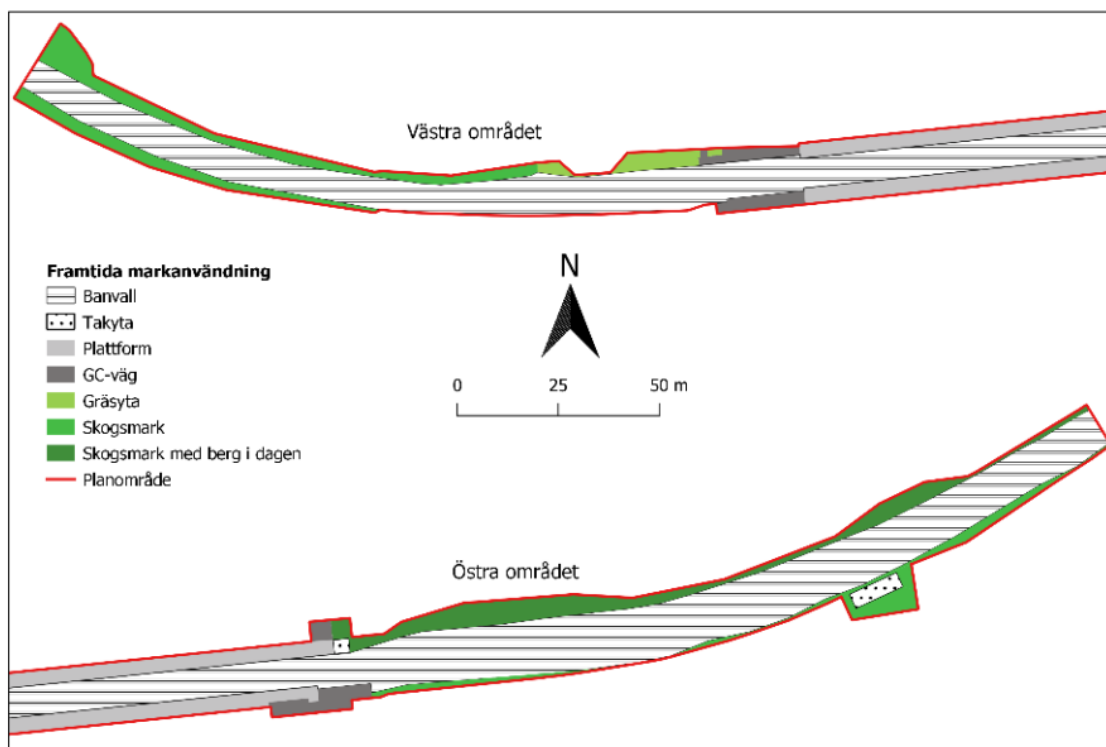 Västra området
Framtida markanvändning
Banvall
Takyta
Plattform
GC-väg
Gräsyta
Skogsmark
Skogsmark med berg i dagen
Planområde
N
0 25 50 m
Östra området